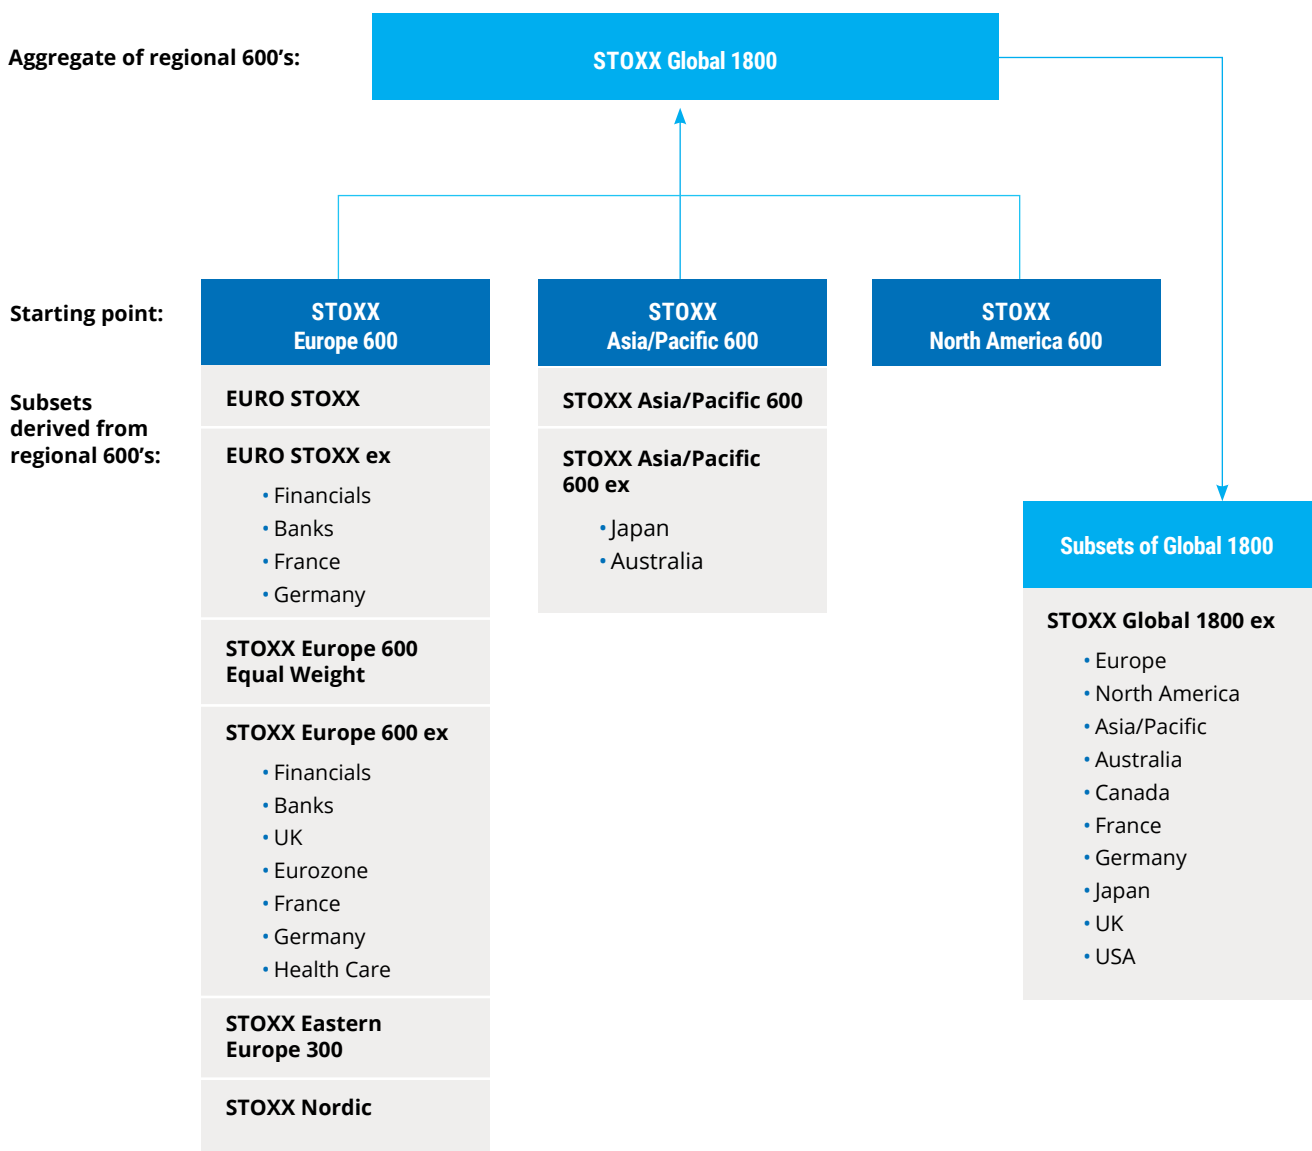 Aggregate of regional 600's:
STOXX Global 1800
Starting point:
STOXX
Europe 600
STOXX
Asia/Pacific 600
STOXX
North America 600
Subsets
derived from
regional 600's:
EURO STOXX
EURO STOXX ex
• Financials
• Banks
• France
• Germany
STOXX Europe 600
Equal Weight
STOXX Europe 600 ex
• Financials
• Banks
• UK
• Eurozone
• France
• Germany
• Health Care
STOXX Eastern
Europe 300
STOXX Nordic
STOXX Asia/Pacific 600
STOXX Asia/Pacific
600 ex
• Japan
• Australia
Subsets of Global 1800
STOXX Global 1800 ex
• Europe
• North America
• Asia/Pacific
• Australia
• Canada
• France
• Germany
• Japan
• UK
• USA